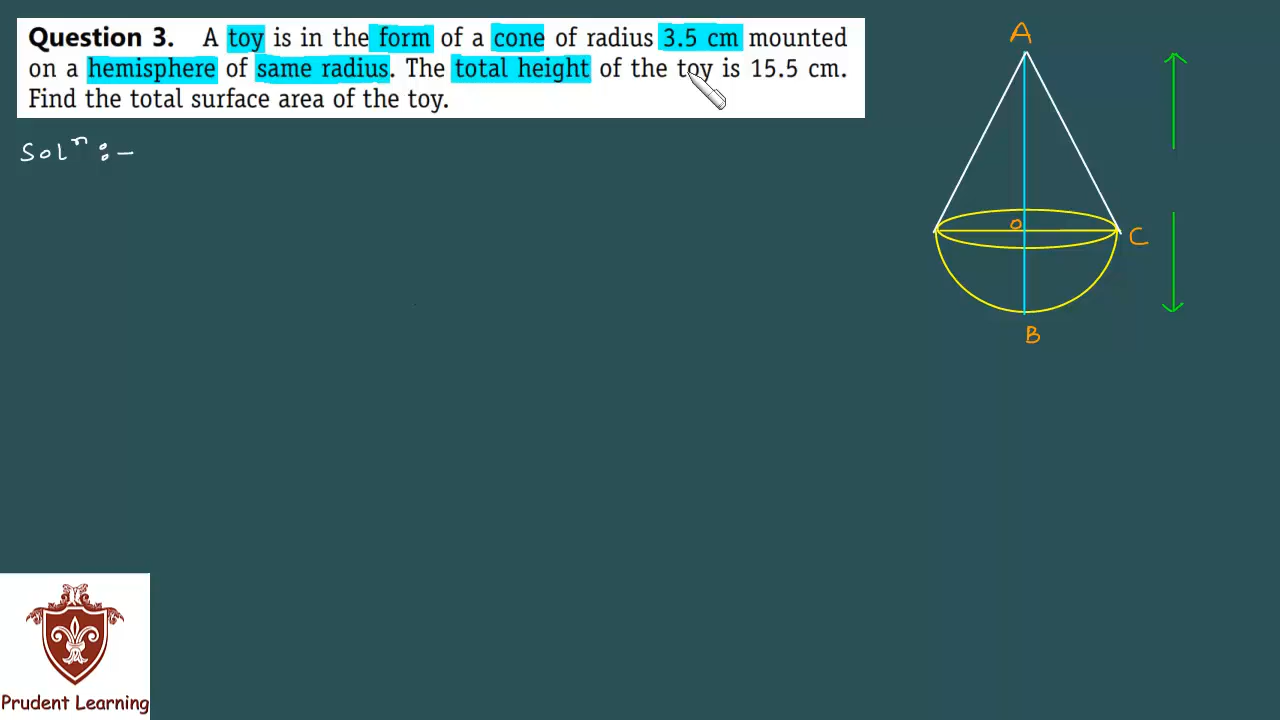 Question 3. A toy is in the form of a cone of radius 3.5 cm mounted
on a hemisphere of same radius. The total height of the toy is 15.5 cm.
Find the total surface area of the toy.
Solⁿ :-
A
O
C
B
Prudent Learning